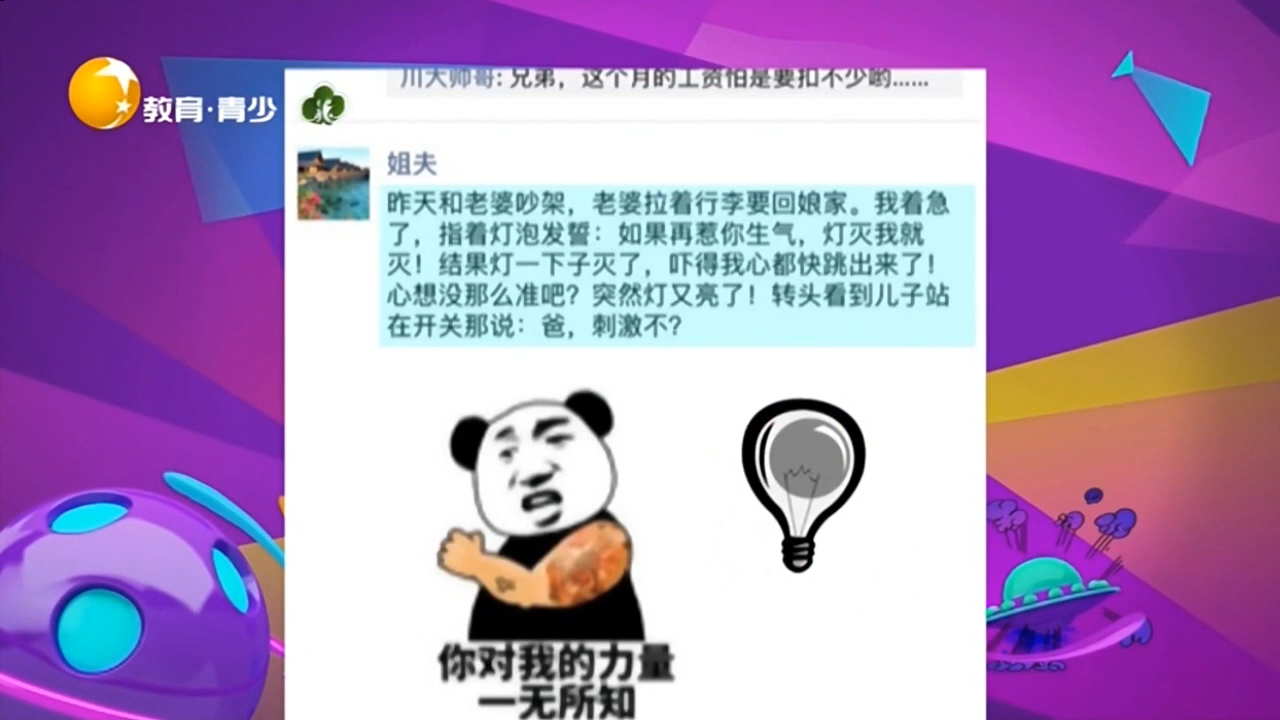 川大帅哥: 兄弟，这个月的工资怕是要扣不少哟……
教育·青少
姐夫
昨天和老婆吵架，老婆拉着行李要回娘家。我着急
了，指着灯泡发誓：如果再惹你生气，灯灭我就
灭！结果灯一下子灭了，吓得我心都快跳出来了！
心想没那么准吧？突然灯又亮了！转头看到儿子站
在开关那说：爸，刺激不？
你对我的力量
一无所知